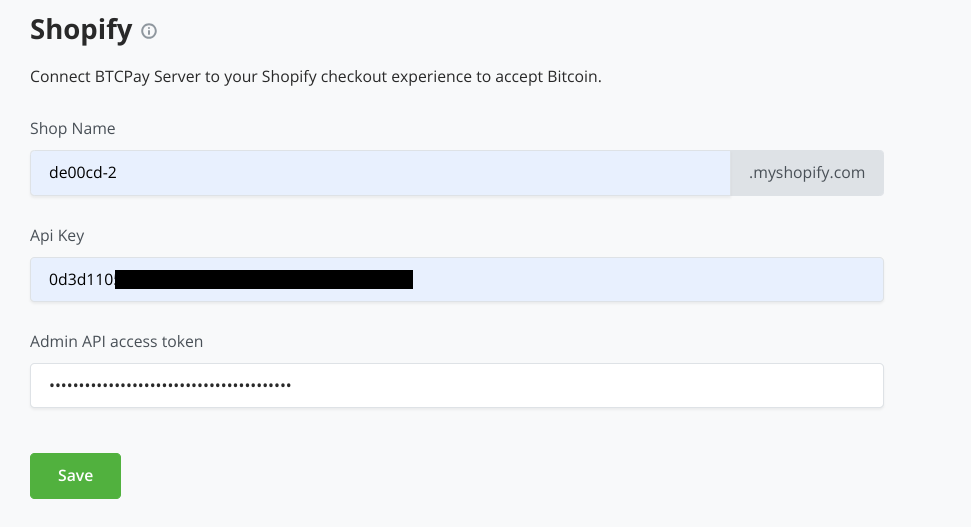 Shopify
Connect BTCPay Server to your Shopify checkout experience to accept Bitcoin.
Shop Name
de00cd-2
.myshopify.com
Api Key
0d3d110
Admin API access token
••••••••••••••••••••••••••••••••••••••••
Save